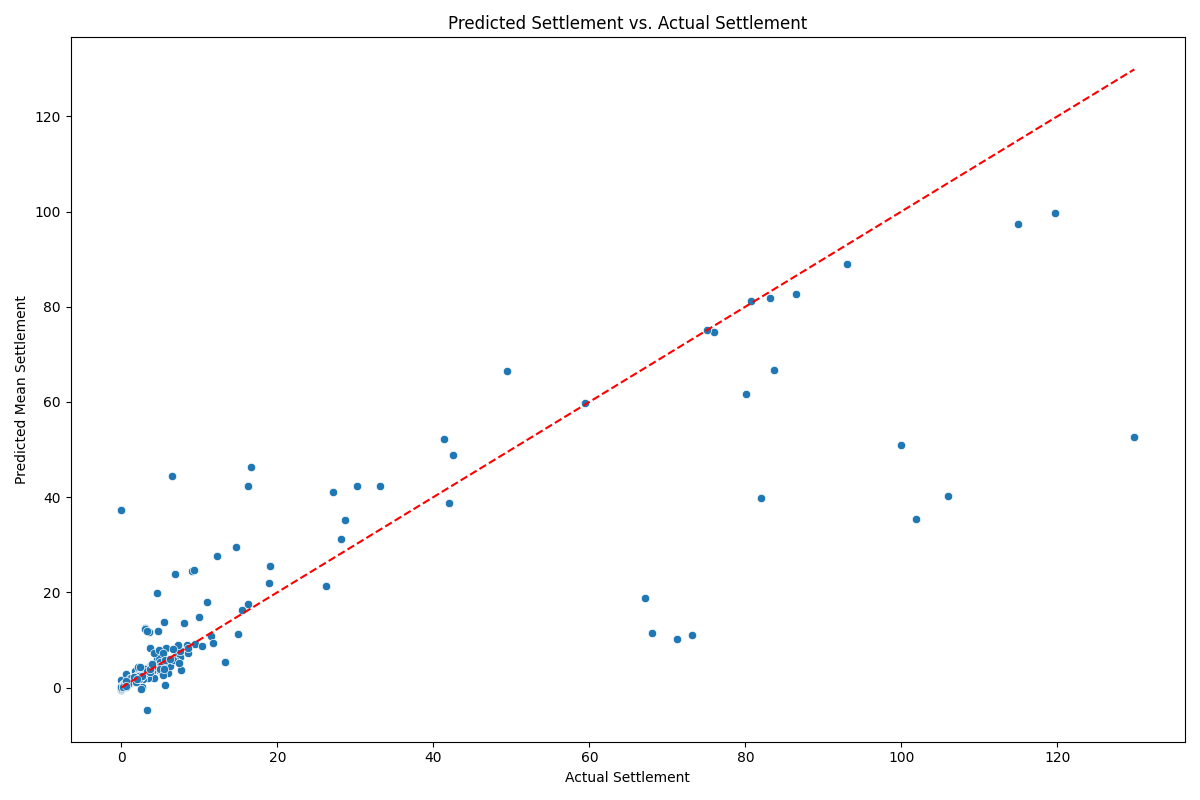 Predicted Settlement vs. Actual Settlement
Predicted Mean Settlement
120
100
80
60
40
20
0
0 20 40 60 80 100 120
Actual Settlement